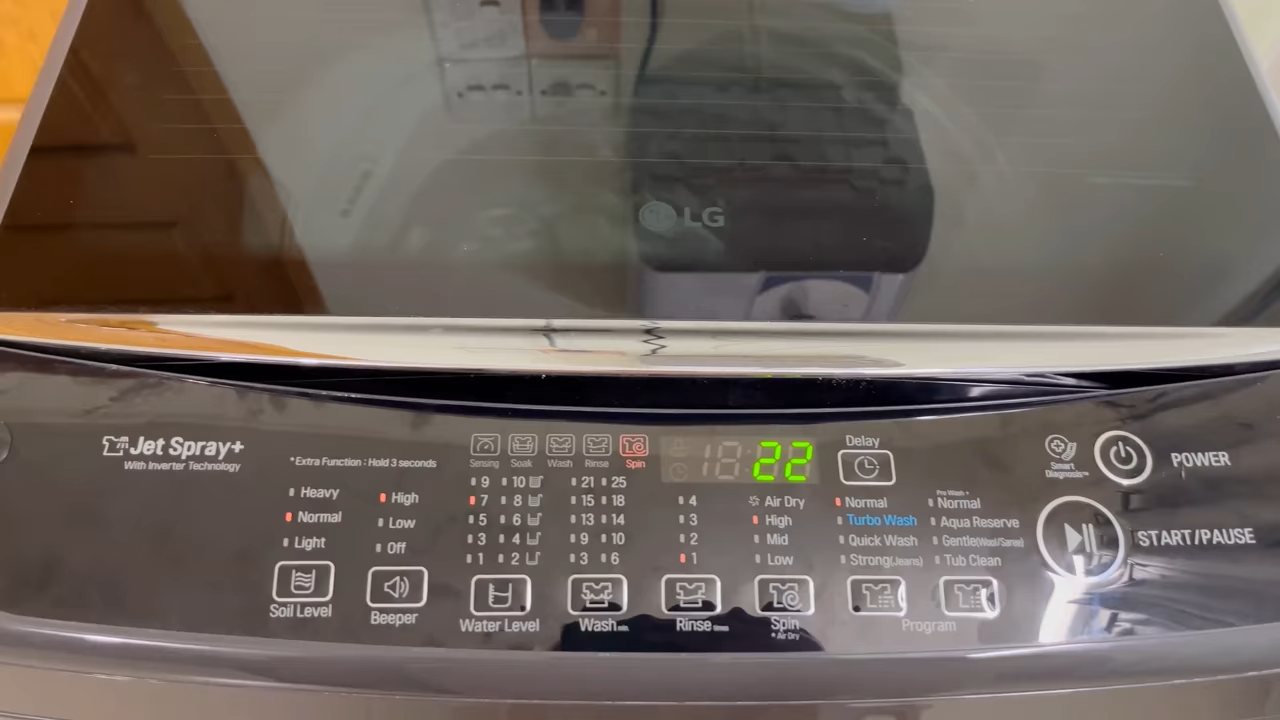 LG
Jet Spray+
With Inverter Technology
* Extra Function : Hold 3 seconds
Sensing Soak Wash Rinse Spin
22
Delay
Smart Diagnosis™
POWER
START/PAUSE
Heavy
Normal
Light
Soil Level
High
Low
Off
Beeper
9 10
7 8
5 6
3 4
1 2
Water Level
21 25
15 18
13 14
9 10
3 6
Wash min.
4
3
2
1
Rinse times
Air Dry
High
Mid
Low
Spin
* Air Dry
Normal
Turbo Wash
Quick Wash
Strong(Jeans)
Pre Wash +
Normal
Aqua Reserve
Gentle(Wool/Saree)
Tub Clean
Program